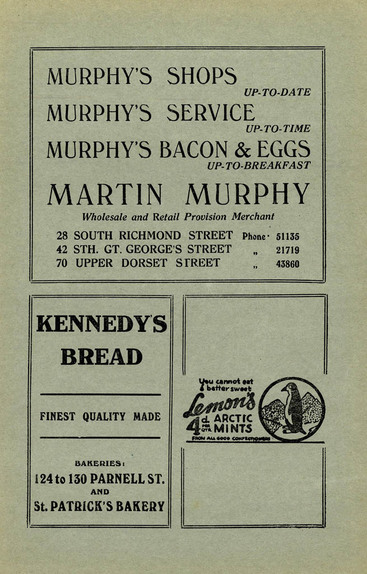 MURPHY'S SHOPS
UP-TO-DATE
MURPHY'S SERVICE
UP-TO-TIME
MURPHY'S BACON & EGGS
UP-TO-BREAKFAST
MARTIN MURPHY
Wholesale and Retail Provision Merchant
28 SOUTH RICHMOND STREET Phone· 51135
42 STH. GT. GEORGE'S STREET „ 21719
70 UPPER DORSET STREET „ 43860
KENNEDY'S
BREAD
FINEST QUALITY MADE
BAKERIES:
124 to 130 PARNELL ST.
AND
St. PATRICK'S BAKERY
You cannot eat
a better sweet
Lemon's
4d. PER QTR. ARCTIC
MINTS
FROM ALL GOOD CONFECTIONERS